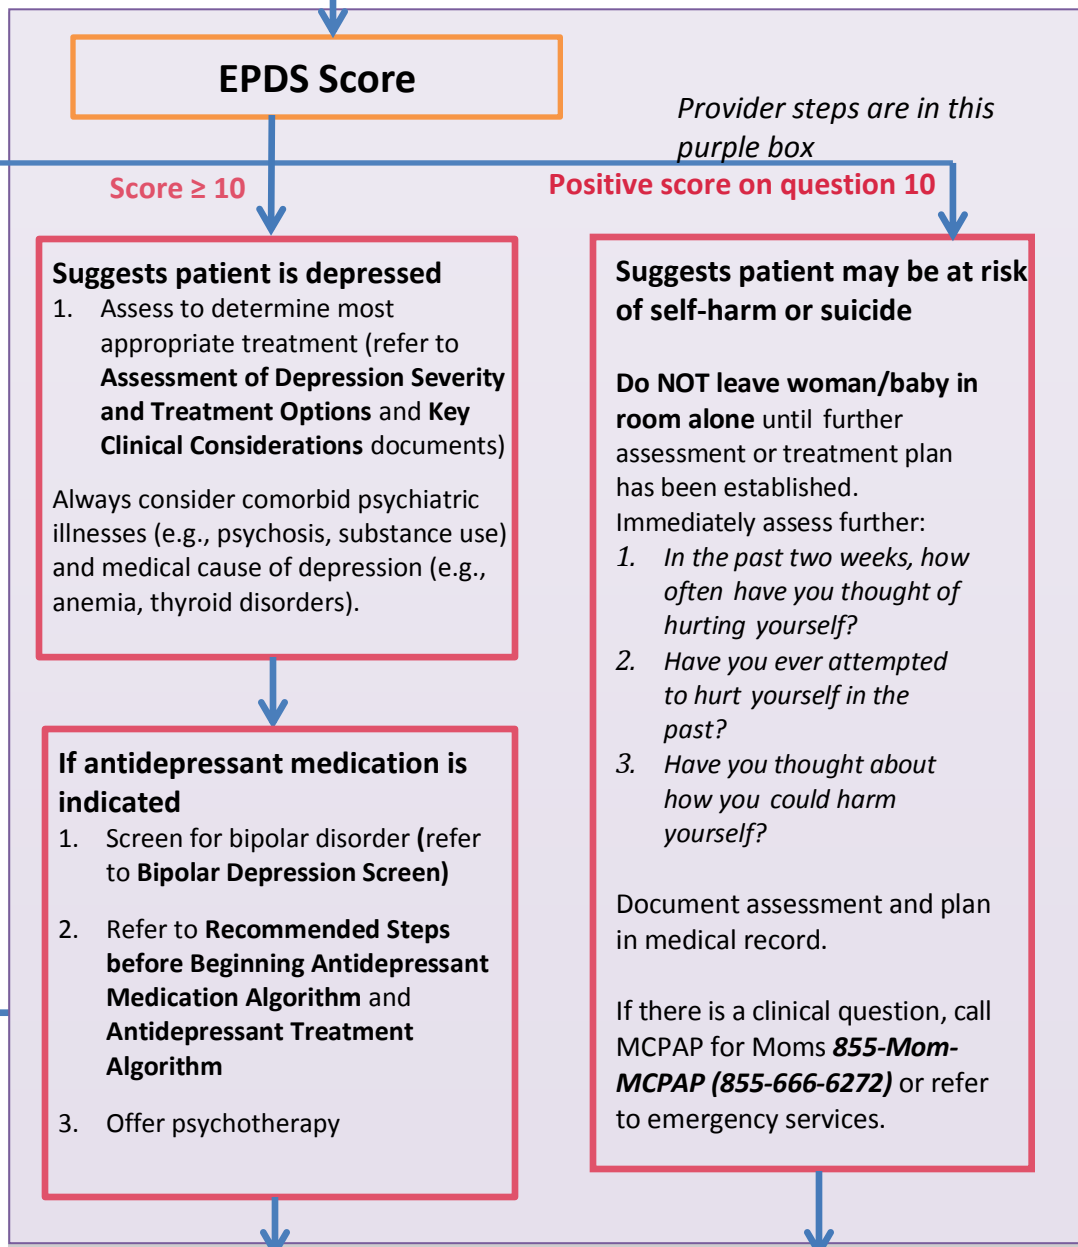 EPDS Score
Provider steps are in this
purple box
Score ≥ 10
Positive score on question 10
Suggests patient is depressed
1. Assess to determine most
appropriate treatment (refer to
Assessment of Depression Severity
and Treatment Options and Key
Clinical Considerations documents)
Always consider comorbid psychiatric
illnesses (e.g., psychosis, substance use)
and medical cause of depression (e.g.,
anemia, thyroid disorders).
If antidepressant medication is
indicated
1. Screen for bipolar disorder (refer
to Bipolar Depression Screen)
2. Refer to Recommended Steps
before Beginning Antidepressant
Medication Algorithm and
Antidepressant Treatment
Algorithm
3. Offer psychotherapy
Suggests patient may be at risk
of self-harm or suicide
Do NOT leave woman/baby in
room alone until further
assessment or treatment plan
has been established.
Immediately assess further:
1. In the past two weeks, how
often have you thought of
hurting yourself?
2. Have you ever attempted
to hurt yourself in the
past?
3. Have you thought about
how you could harm
yourself?
Document assessment and plan
in medical record.
If there is a clinical question, call
MCPAP for Moms 855-Mom-
MCPAP (855-666-6272) or refer
to emergency services.